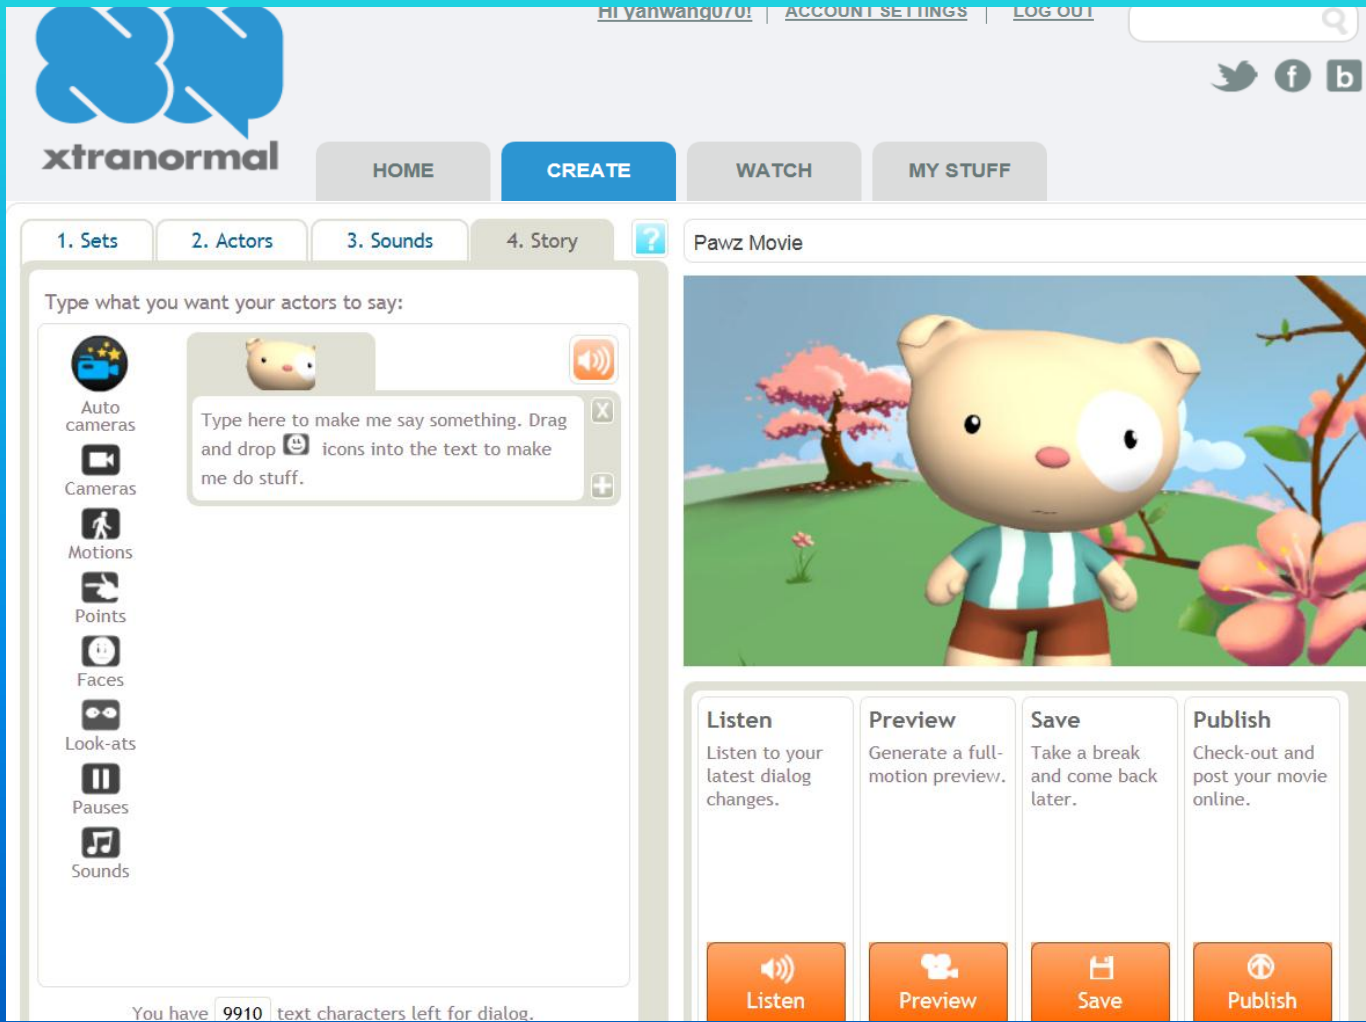 Hi yanwang070! | ACCOUNT SETTINGS | LOG OUT
f b
xtranormal
HOME CREATE WATCH MY STUFF
1. Sets 2. Actors 3. Sounds 4. Story ?
Pawz Movie
Type what you want your actors to say:
Auto
cameras
Cameras
Motions
Points
Faces
Look-ats
Pauses
Sounds
X
Type here to make me say something. Drag
and drop icons into the text to make
me do stuff.
You have 9910 text characters left for dialog.
Listen
Listen to your
latest dialog
changes.
Listen
Preview
Generate a full-
motion preview.
Preview
Save
Take a break
and come back
later.
Save
Publish
Check-out and
post your movie
online.
Publish